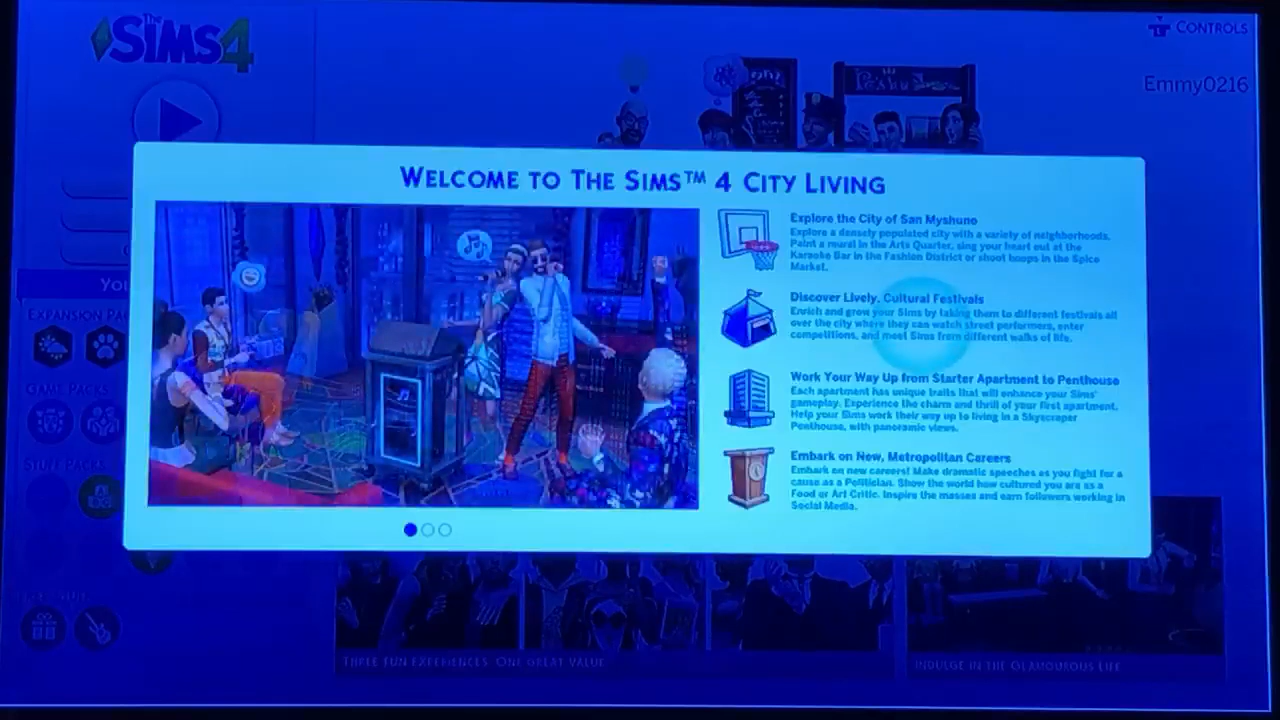 The SIMS 4
CONTROLS
Emmy0216
WELCOME TO THE SIMS™ 4 CITY LIVING
Explore the City of San Myshuno
Explore a densely populated city with a variety of neighborhoods.
Paint a mural in the Arts Quarter, sing your heart out at the
Karaoke Bar in the Fashion District or shoot hoops in the Spice
Market.
Discover Lively, Cultural Festivals
Enrich and grow your Sims by taking them to different festivals all
over the city where they can watch street performers, enter
competitions, and meet Sims from different walks of life.
Work Your Way Up from Starter Apartment to Penthouse
Each apartment has unique traits that will enhance your Sims'
gameplay. Experience the charm and thrill of your first apartment.
Help your Sims work their way up to living in a Skyscraper
Penthouse, with panoramic views.
Embark on New, Metropolitan Careers
Embark on new careers! Make dramatic speeches as you fight for a
cause as a Politician. Show the world how cultured you are as a
Food or Art Critic. Inspire the masses and earn followers working in
Social Media.
YOU
EXPANSION PA
GAME PACKS
STUFF PACKS
THREE FUN EXPERIENCES. ONE GREAT VALUE
INDULGE IN THE GLAMOUROUS LIFE